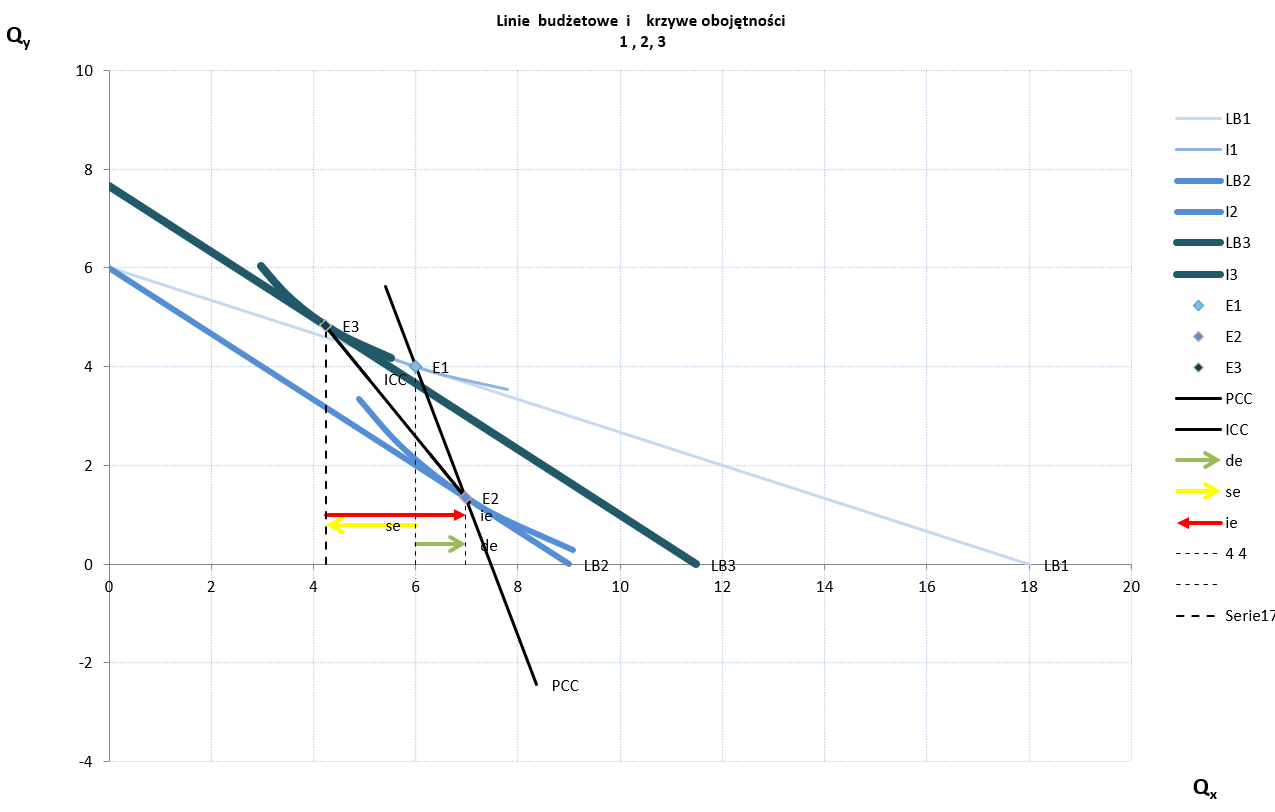 Linie budżetowe i krzywe obojętności
1 , 2, 3
Qy
10
8
6
4
2
0
-2
-4
0 2 4 6 8 10 12 14 16 18 20
E3
E1
ICC
E2
ie
se
de
LB2
LB3
LB1
PCC
Qx
LB1
I1
LB2
I2
LB3
I3
E1
E2
E3
PCC
ICC
de
se
ie
4 4
Serie17